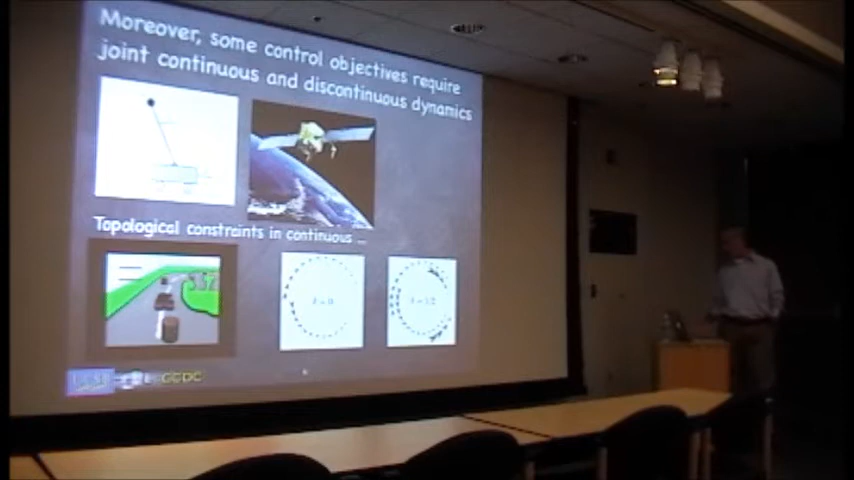 Moreover, some control objectives require
joint continuous and discontinuous dynamics
Topological constraints in continuous ...
CCDC